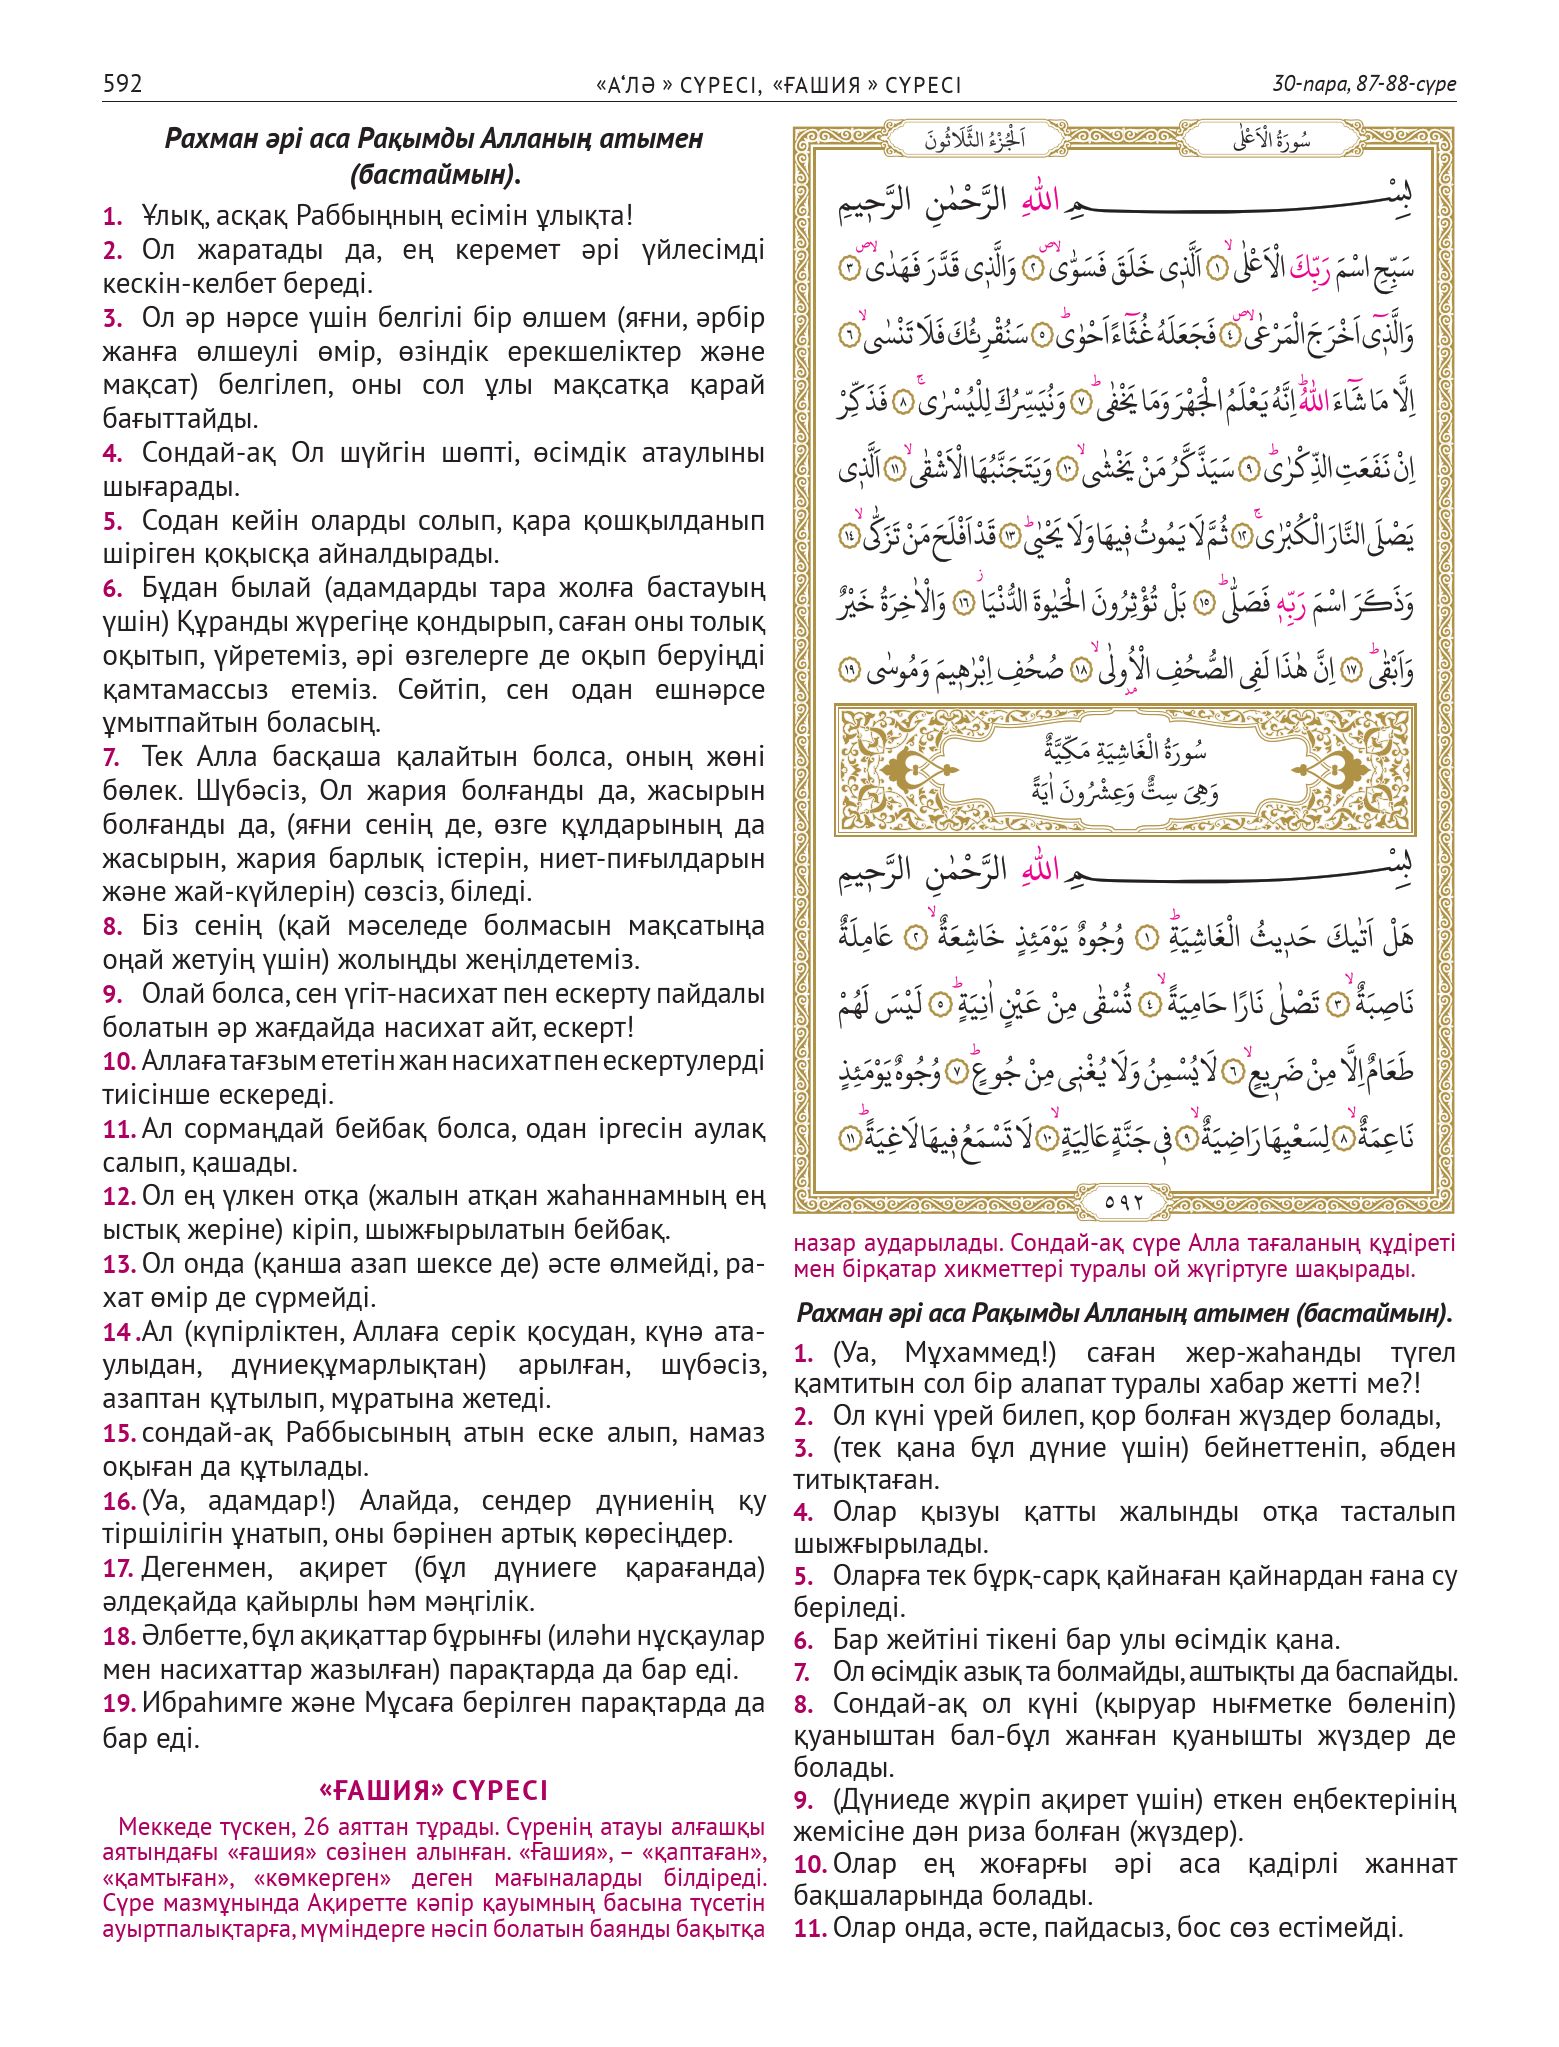 592
«А‘ЛӘ » СҮРЕСІ, «ҒАШИЯ » СҮРЕСІ
30-пара, 87-88-сүре
Рахман әрі аса Рақымды Алланың атымен
(бастаймын).
1. Ұлық, асқақ Раббыңның есімін ұлықта!
2. Ол жаратады да, ең керемет әрі үйлесімді
кескін-келбет береді.
3. Ол әр нәрсе үшін белгілі бір өлшем (яғни, әрбір
жанға өлшеулі өмір, өзіндік ерекшеліктер және
мақсат) белгілеп, оны сол ұлы мақсатқа қарай
бағыттайды.
4. Сондай-ақ Ол шүйгін шөпті, өсімдік атаулыны
шығарады.
5. Содан кейін оларды солып, қара қошқылданып
шіріген қоқысқа айналдырады.
6. Бұдан былай (адамдарды тара жолға бастауың
үшін) Құранды жүрегіңе қондырып, саған оны толық
оқытып, үйретеміз, әрі өзгелерге де оқып беруіңді
қамтамассыз етеміз. Сөйтіп, сен одан ешнәрсе
ұмытпайтын боласың.
7. Тек Алла басқаша қалайтын болса, оның жөні
бөлек. Шүбәсіз, Ол жария болғанды да, жасырын
болғанды да, (яғни сенің де, өзге құлдарының да
жасырын, жария барлық істерін, ниет-пиғылдарын
және жай-күйлерін) сөзсіз, біледі.
8. Біз сенің (қай мәселеде болмасын мақсатыңа
оңай жетуің үшін) жолыңды жеңілдетеміз.
9. Олай болса, сен үгіт-насихат пен ескерту пайдалы
болатын әр жағдайда насихат айт, ескерт!
10. Аллаға тағзым ететін жан насихат пен ескертулерді
тиісінше ескереді.
11. Ал сормаңдай бейбақ болса, одан іргесін аулақ
салып, қашады.
12. Ол ең үлкен отқа (жалын атқан жаһаннамның ең
ыстық жеріне) кіріп, шыжғырылатын бейбақ.
13. Ол онда (қанша азап шексе де) әсте өлмейді, ра-
хат өмір де сүрмейді.
14 .Ал (күпірліктен, Аллаға серік қосудан, күнә ата-
улыдан, дүниеқұмарлықтан) арылған, шүбәсіз,
азаптан құтылып, мұратына жетеді.
15. сондай-ақ Раббысының атын еске алып, намаз
оқыған да құтылады.
16. (Уа, адамдар!) Алайда, сендер дүниенің қу
тіршілігін ұнатып, оны бәрінен артық көресіңдер.
17. Дегенмен, ақирет (бұл дүниеге қарағанда)
әлдеқайда қайырлы һәм мәңгілік.
18. Әлбетте, бұл ақиқаттар бұрынғы (иләһи нұсқаулар
мен насихаттар жазылған) парақтарда да бар еді.
19. Ибраһимге және Мұсаға берілген парақтарда да
бар еді.
«ҒАШИЯ» СҮРЕСІ
Меккеде түскен, 26 аяттан тұрады. Сүренің атауы алғашқы
аятындағы «ғашия» сөзінен алынған. «Ғашия», – «қаптаған»,
«қамтыған», «көмкерген» деген мағыналарды білдіреді.
Сүре мазмұнында Ақиретте кәпір қауымның басына түсетін
ауыртпалықтарға, мүміндерге нәсіп болатын баянды бақытқа
سُورَةُ الْاَعْلٰى
اَلْجُزْءُ الثَّلَاثُونَ
بِسْمِ اللّٰهِ الرَّحْمٰنِ الرَّحٖيمِ
سَبِّحِ اسْمَ رَبِّكَ الْاَعْلٰىۙ ﴿١﴾ اَلَّذٖى خَلَقَ فَسَوّٰىۙۖ ﴿٢﴾ وَالَّذٖى قَدَّرَ فَهَدٰىۙۖ ﴿٣﴾
وَالَّذٖٓى اَخْرَجَ الْمَرْعٰىۙۖ ﴿٤﴾ فَجَعَلَهُ غُثَٓاءً اَحْوٰىؕ ﴿٥﴾ سَنُقْرِئُكَ فَلَا تَنْسٰىۙ ﴿٦﴾
اِلَّا مَا شَٓاءَ اللّٰهُؕ اِنَّهُ يَعْلَمُ الْجَهْرَ وَمَا يَخْفٰىؕ ﴿٧﴾ وَنُيَسِّرُكَ لِلْيُسْرٰىۚ ﴿٨﴾ فَذَكِّرْ
اِنْ نَفَعَتِ الذِّكْرٰىؕ ﴿٩﴾ سَيَذَّكَّرُ مَنْ يَخْشٰىۙ ﴿١٠﴾ وَيَتَجَنَّبُهَا الْاَشْقٰىۙ ﴿١١﴾ اَلَّذٖى
يَصْلَى النَّارَ الْكُبْرٰىۚ ﴿١٢﴾ ثُمَّ لَا يَمُوتُ فٖيهَا وَلَا يَحْيٰىؕ ﴿١٣﴾ قَدْ اَفْلَحَ مَنْ تَزَكّٰىۙ ﴿١٤﴾
وَذَكَرَ اسْمَ رَبِّهٖ فَصَلّٰىؕ ﴿١٥﴾ بَلْ تُؤْثِرُونَ الْحَيٰوةَ الدُّنْيَا ﴿١٦﴾ وَالْاٰخِرَةُ خَيْرٌ
وَاَبْقٰىؕ ﴿١٧﴾ اِنَّ هٰذَا لَفِى الصُّحُفِ الْاُولٰىۙ ﴿١٨﴾ صُحُفِ اِبْرٰهٖيمَ وَمُوسٰى ﴿١٩﴾
سُورَةُ الْغَاشِيَةِ مَكِّيَّةٌ
وَهِىَ سِتٌّ وَعِشْرُونَ اٰيَةً
بِسْمِ اللّٰهِ الرَّحْمٰنِ الرَّحٖيمِ
هَلْ اَتٰيكَ حَدٖيثُ الْغَاشِيَةِؕ ﴿١﴾ وُجُوهٌ يَوْمَئِذٍ خَاشِعَةٌۙ ﴿٢﴾ عَامِلَةٌ
نَاصِبَةٌۙ ﴿٣﴾ تَصْلٰى نَارًا حَامِيَةًۙ ﴿٤﴾ تُسْقٰى مِنْ عَيْنٍ اٰنِيَةٍؕ ﴿٥﴾ لَيْسَ لَهُمْ
طَعَامٌ اِلَّا مِنْ ضَرٖيعٍۙ ﴿٦﴾ لَا يُسْمِنُ وَلَا يُغْنٖى مِنْ جُوعٍؕ ﴿٧﴾ وُجُوهٌ يَوْمَئِذٍ
نَاعِمَةٌۙ ﴿٨﴾ لِسَعْيِهَا رَاضِيَةٌۙ ﴿٩﴾ فٖى جَنَّةٍ عَالِيَةٍۙ ﴿١٠﴾ لَا تَسْمَعُ فٖيهَا لَاغِيَةًؕ ﴿١١﴾
٥٩٢
назар аударылады. Сондай-ақ сүре Алла тағаланың құдіреті
мен бірқатар хикметтері туралы ой жүгіртуге шақырады.
Рахман әрі аса Рақымды Алланың атымен (бастаймын).
1. (Уа, Мұхаммед!) саған жер-жаһанды түгел
қамтитын сол бір алапат туралы хабар жетті ме?!
2. Ол күні үрей билеп, қор болған жүздер болады,
3. (тек қана бұл дүние үшін) бейнеттеніп, әбден
титықтаған.
4. Олар қызуы қатты жалынды отқа тасталып
шыжғырылады.
5. Оларға тек бұрқ-сарқ қайнаған қайнардан ғана су
беріледі.
6. Бар жейтіні тікені бар улы өсімдік қана.
7. Ол өсімдік азық та болмайды, аштықты да баспайды.
8. Сондай-ақ ол күні (қыруар нығметке бөленіп)
қуаныштан бал-бұл жанған қуанышты жүздер де
болады.
9. (Дүниеде жүріп ақирет үшін) еткен еңбектерінің
жемісіне дән риза болған (жүздер).
10. Олар ең жоғарғы әрі аса қадірлі жаннат
бақшаларында болады.
11. Олар онда, әсте, пайдасыз, бос сөз естімейді.